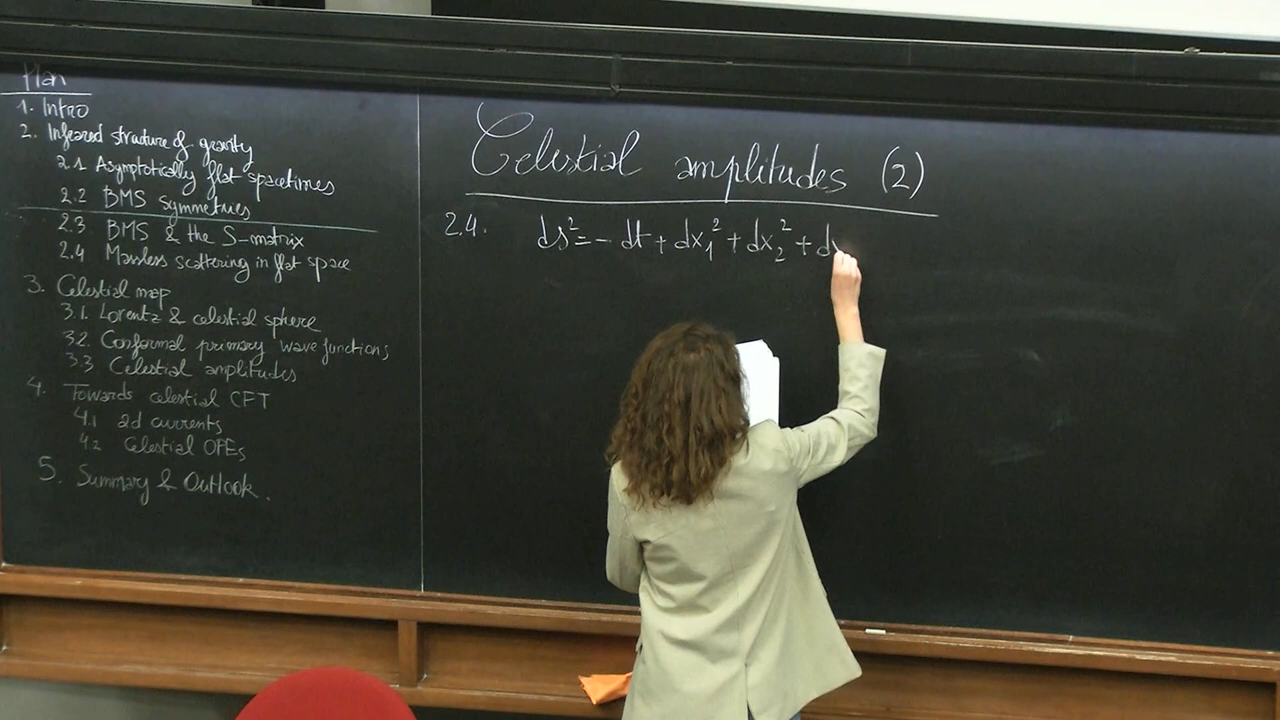 Plan
1. Intro
2. Infrared structure of gravity
2.1 Asymptotically flat spacetimes
2.2 BMS symmetries
2.3 BMS & the S-matrix
2.4 Massless scattering in flat space
3. Celestial map
3.1. Lorentz & celestial sphere
3.2. Conformal primary wavefunctions
3.3 Celestial amplitudes
4. Towards celestial CFT
4.1 2d currents
4.2 Celestial OPEs
5. Summary & Outlook.
Celestial amplitudes (2)
2.4. ds² = - dt + dx₁² + dx₂² + d